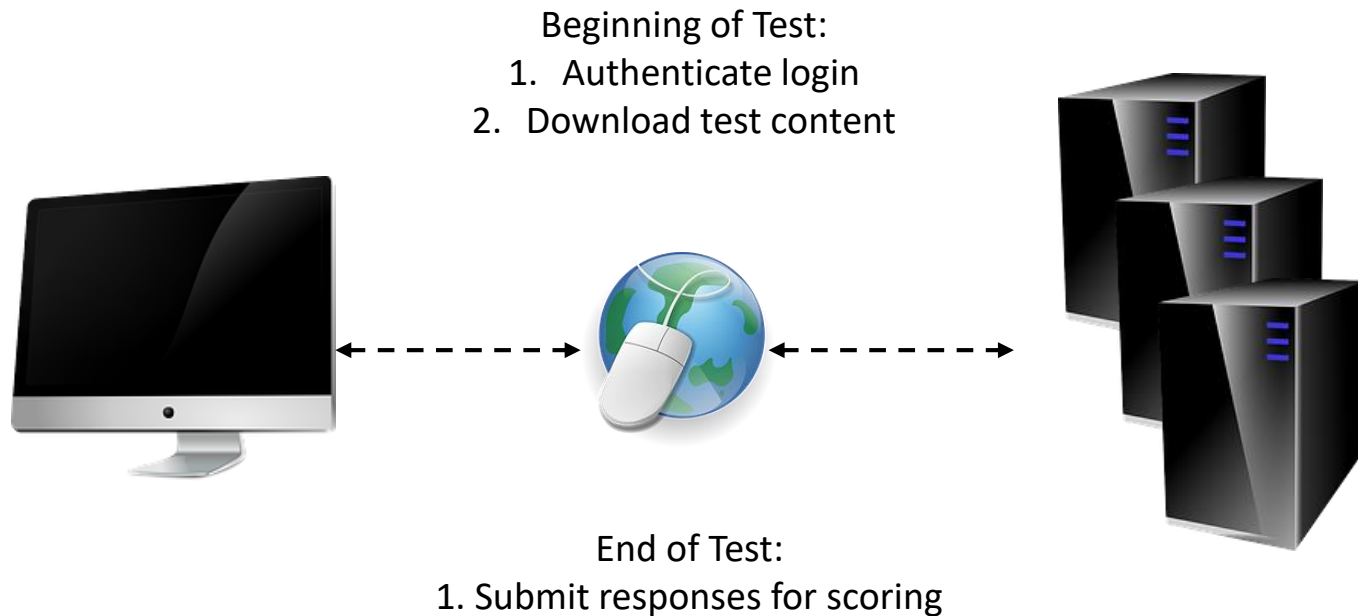 Beginning of Test:
1. Authenticate login
2. Download test content
End of Test:
1. Submit responses for scoring